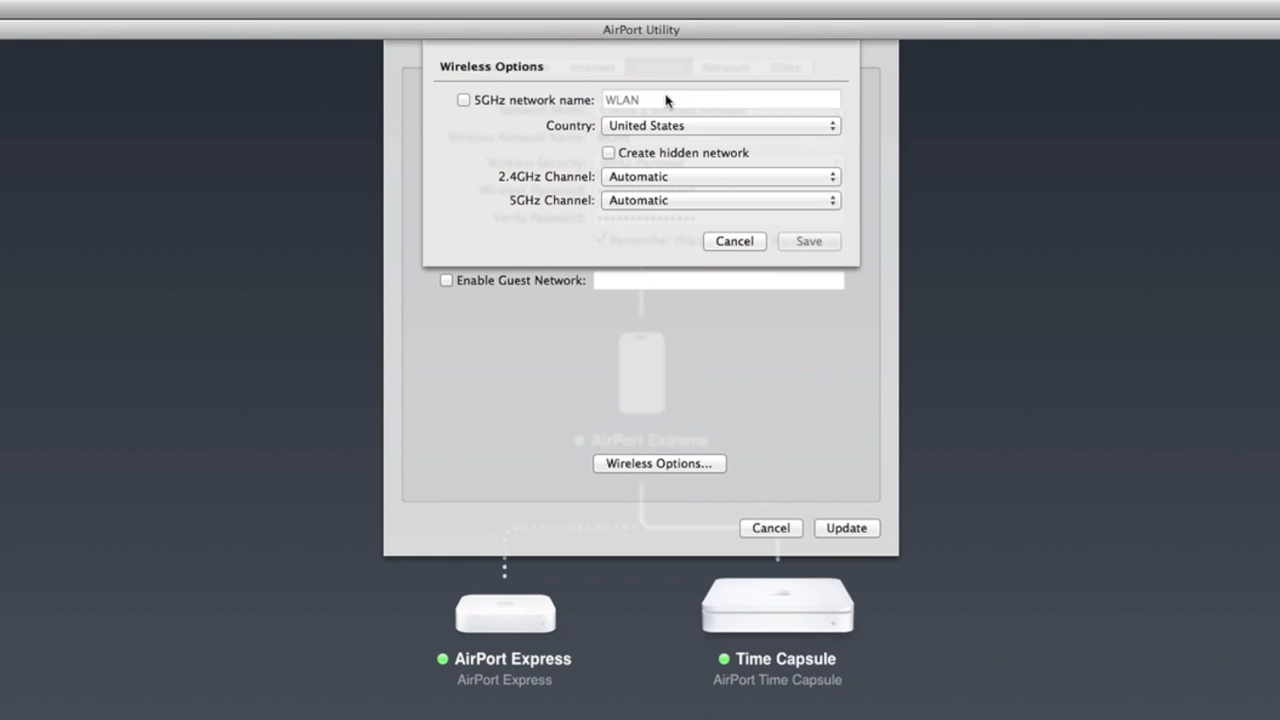 AirPort Utility
Wireless Options
5GHz network name: WLAN
Country: United States
Create hidden network
2.4GHz Channel: Automatic
5GHz Channel: Automatic
Cancel Save
Enable Guest Network:
AirPort Extreme
Wireless Options...
Cancel Update
AirPort Express
AirPort Express
Time Capsule
AirPort Time Capsule